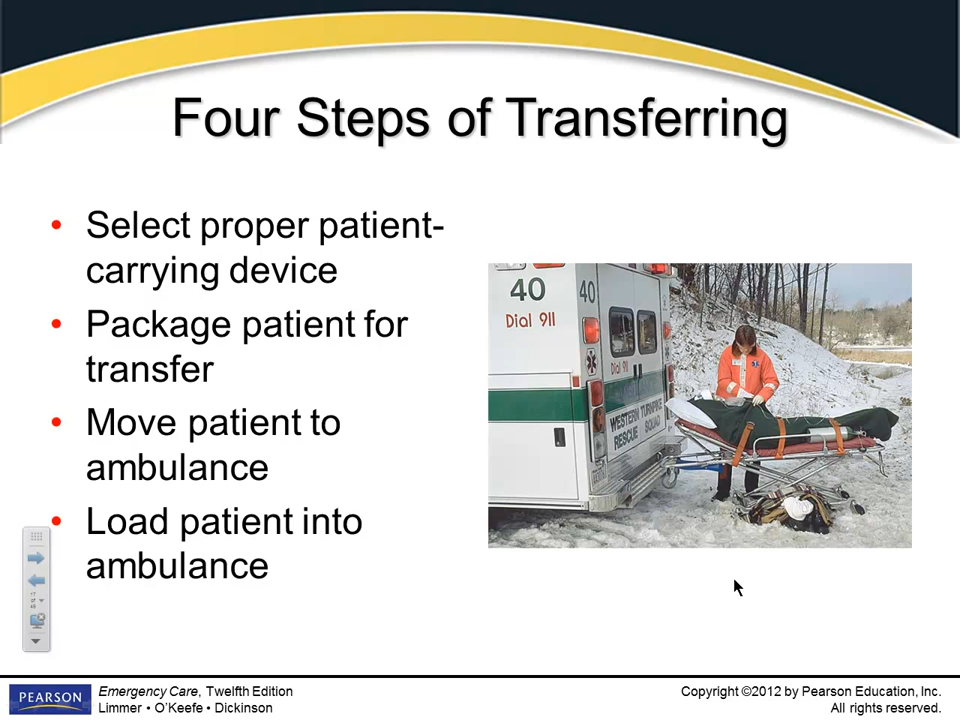 Four Steps of Transferring
• Select proper patient-
carrying device
• Package patient for
transfer
• Move patient to
ambulance
• Load patient into
ambulance
40
40
Dial 911
Dial 911
WESTERN TURNPIKE
RESCUE SQUAD
PEARSON
Emergency Care, Twelfth Edition
Limmer • O’Keefe • Dickinson
Copyright ©2012 by Pearson Education, Inc.
All rights reserved.